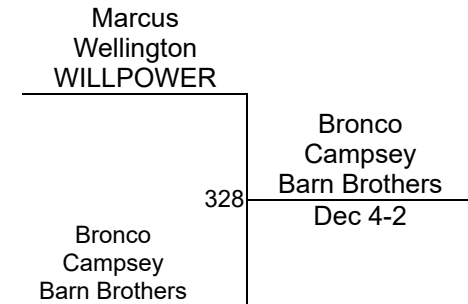 Marcus
Wellington
WILLPOWER
Bronco
Campsey
Barn Brothers
328
Dec 4-2
Bronco
Campsey
Barn Brothers